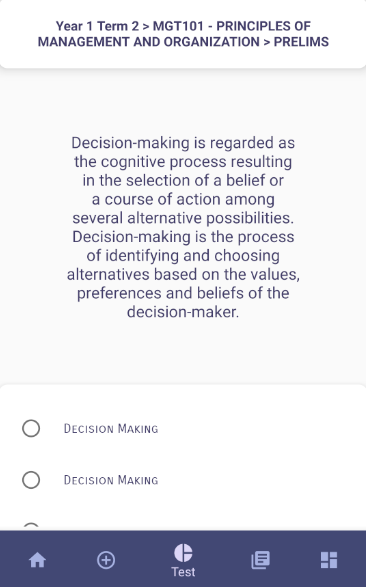 Year 1 Term 2 > MGT101 - PRINCIPLES OF
MANAGEMENT AND ORGANIZATION > PRELIMS
Decision-making is regarded as
the cognitive process resulting
in the selection of a belief or
a course of action among
several alternative possibilities.
Decision-making is the process
of identifying and choosing
alternatives based on the values,
preferences and beliefs of the
decision-maker.
Decision Making
Decision Making
Test